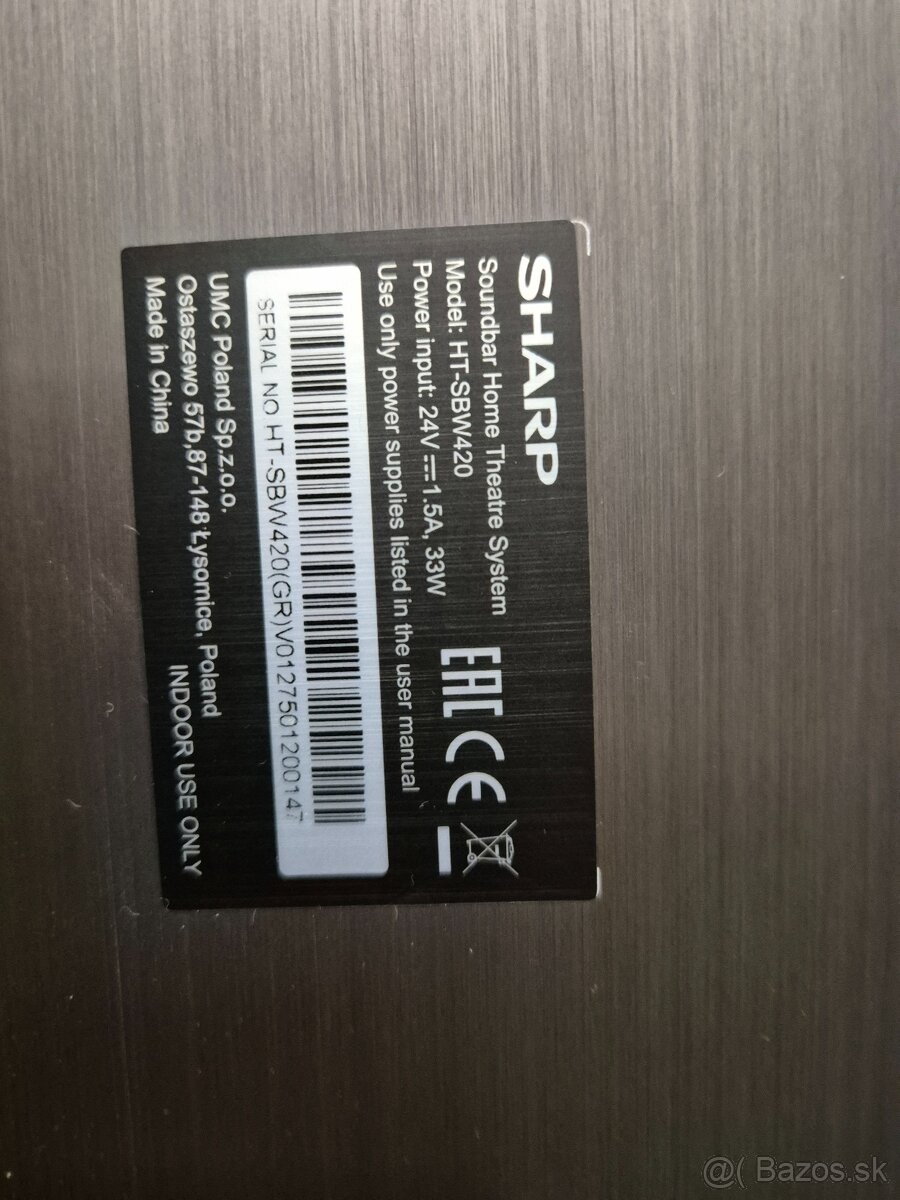 SHARP
Soundbar Home Theatre System
Model: HT-SBW420
Power input: 24V⎓1.5A, 33W
Use only power supplies listed in the user manual
EAC CE
SERIAL NO HT-SBW420(GR)V0127501200147
UMC Poland Sp.z.o.o.
Ostaszewo 57b,87-148 Łysomice, Poland
Made in China
INDOOR USE ONLY
@( Bazos.sk